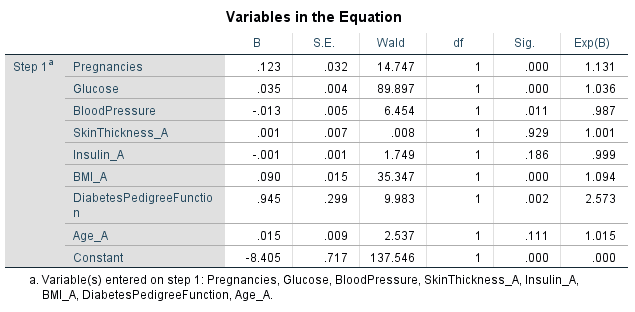 Variables in the Equation
B S.E. Wald df Sig. Exp(B)
Step 1a Pregnancies .123 .032 14.747 1 .000 1.131
Glucose .035 .004 89.897 1 .000 1.036
BloodPressure -.013 .005 6.454 1 .011 .987
SkinThickness_A .001 .007 .008 1 .929 1.001
Insulin_A -.001 .001 1.749 1 .186 .999
BMI_A .090 .015 35.347 1 .000 1.094
DiabetesPedigreeFunctio .945 .299 9.983 1 .002 2.573
n
Age_A .015 .009 2.537 1 .111 1.015
Constant -8.405 .717 137.546 1 .000 .000
a. Variable(s) entered on step 1: Pregnancies, Glucose, BloodPressure, SkinThickness_A, Insulin_A,
BMI_A, DiabetesPedigreeFunction, Age_A.